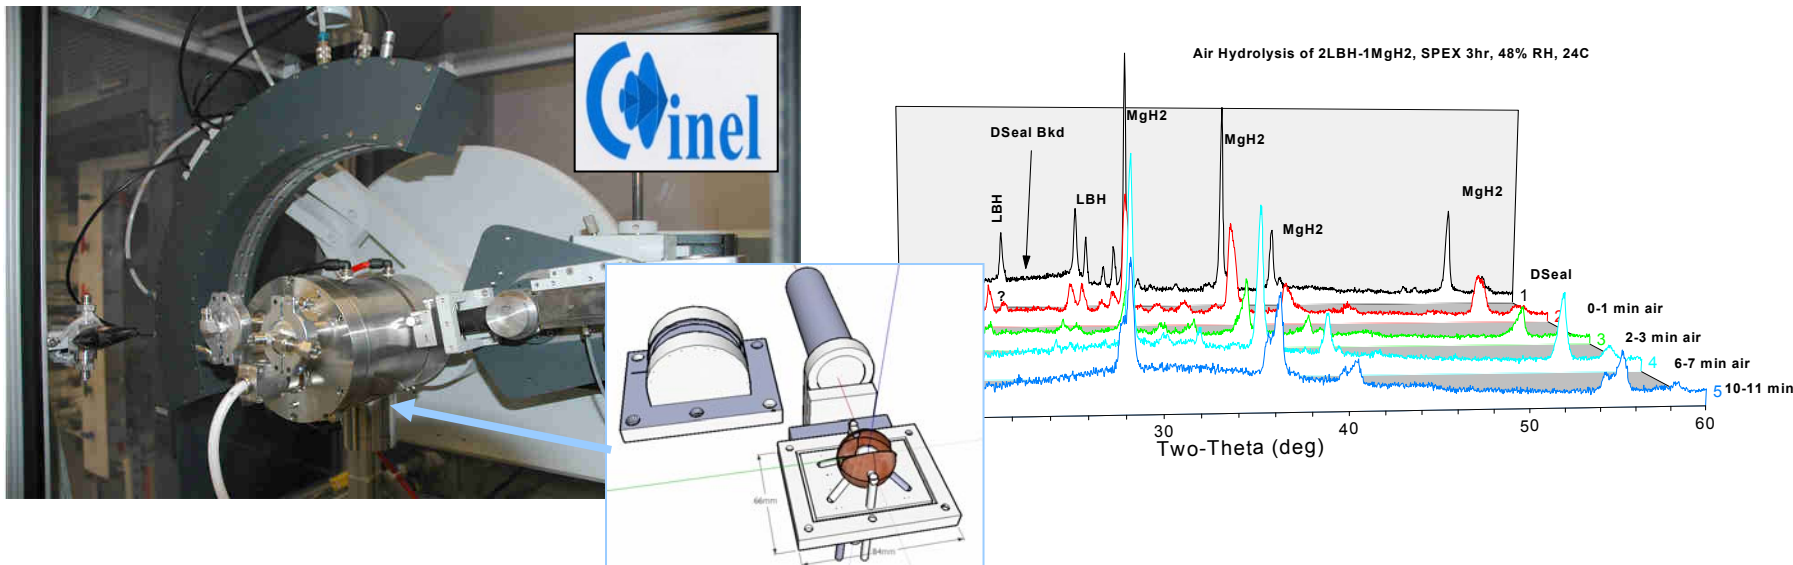 inel
Air Hydrolysis of 2LBH-1MgH2, SPEX 3hr, 48% RH, 24C
MgH2
DSeal Bkd
MgH2
LBH
LBH
MgH2
MgH2
DSeal
?
1
2
0-1 min air
3
2-3 min air
4
6-7 min air
5
10-11 min
30
40
50
60
Two-Theta (deg)
66mm
84mm